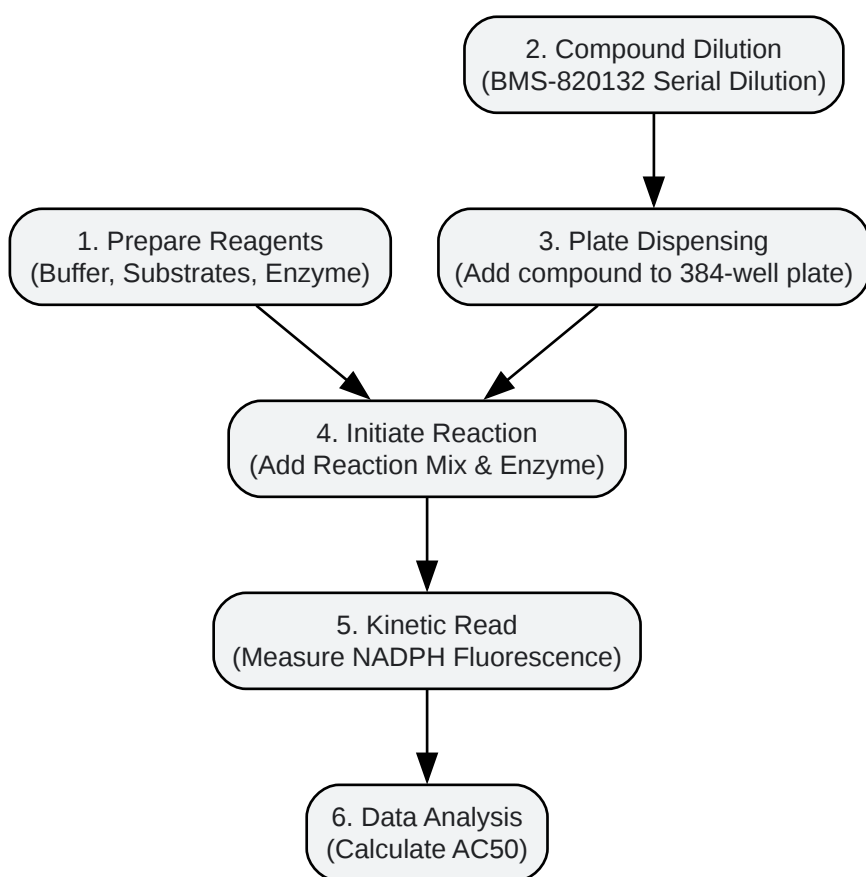 2. Compound Dilution
(BMS-820132 Serial Dilution)
1. Prepare Reagents
(Buffer, Substrates, Enzyme)
3. Plate Dispensing
(Add compound to 384-well plate)
4. Initiate Reaction
(Add Reaction Mix & Enzyme)
5. Kinetic Read
(Measure NADPH Fluorescence)
6. Data Analysis
(Calculate AC50)